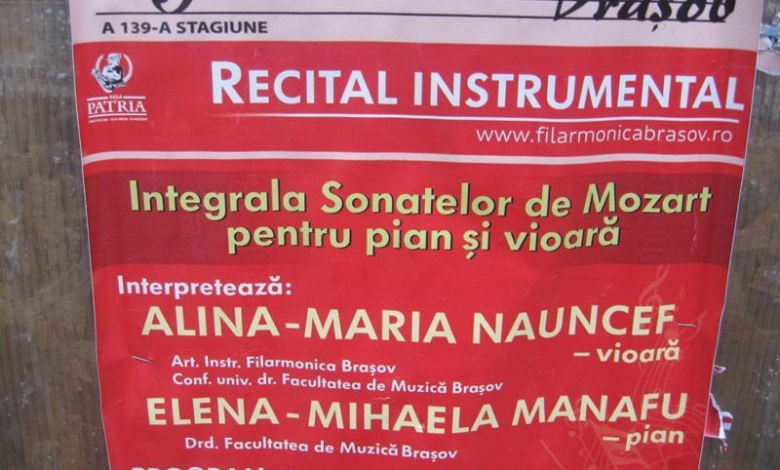 Brașov
A 139-A STAGIUNE
PATRIA
RECITAL INSTRUMENTAL
www.filarmonicabrasov.ro
Integrala Sonatelor de Mozart
pentru pian și vioară
Interpretează:
ALINA-MARIA NAUNCEF
– vioară
Art. Instr. Filarmonica Brașov
Conf. univ. dr. Facultatea de Muzică Brașov
ELENA-MIHAELA MANAFU
– pian
Drd. Facultatea de Muzică Brașov